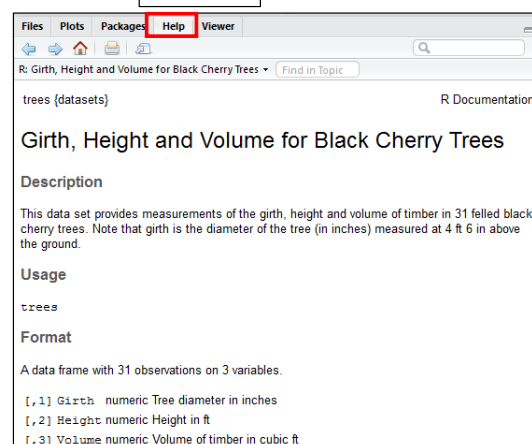 Files Plots Packages Help Viewer
R: Girth, Height and Volume for Black Cherry Trees Find in Topic
trees {datasets} R Documentation
Girth, Height and Volume for Black Cherry Trees
Description
This data set provides measurements of the girth, height and volume of timber in 31 felled black
cherry trees. Note that girth is the diameter of the tree (in inches) measured at 4 ft 6 in above
the ground.
Usage
trees
Format
A data frame with 31 observations on 3 variables.
[,1] Girth numeric Tree diameter in inches
[,2] Height numeric Height in ft
[,3] Volume numeric Volume of timber in cubic ft